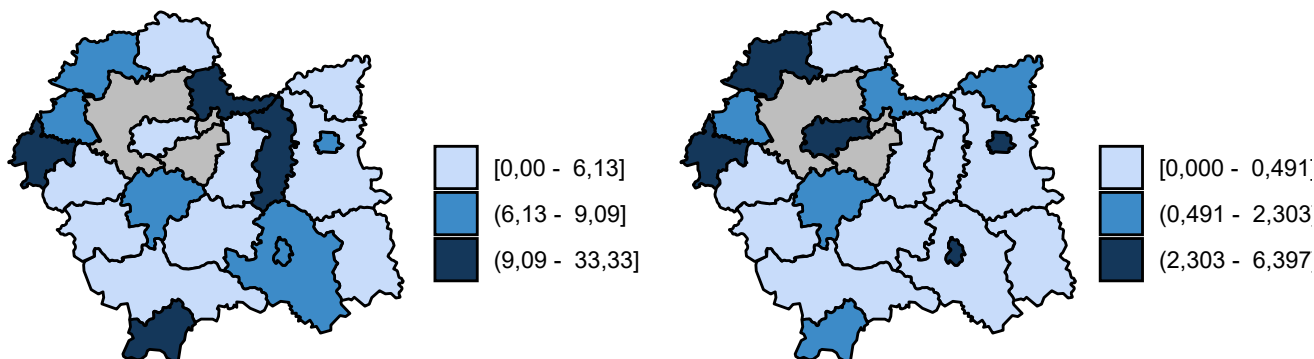 [0,00 - 6,13]
(6,13 - 9,09]
(9,09 - 33,33]
[0,000 - 0,491]
(0,491 - 2,303]
(2,303 - 6,397]